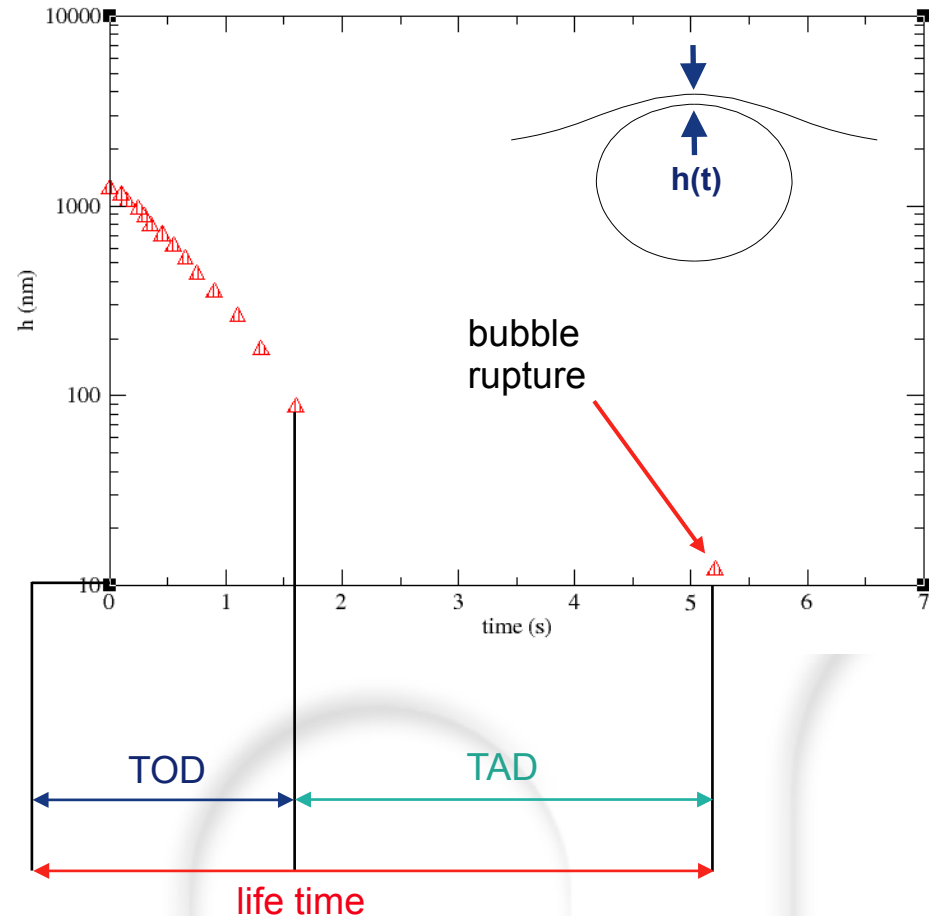 10000
1000
100
10
h (nm)
h(t)
bubble
rupture
0 1 2 3 4 5 6 7
time (s)
TOD
TAD
life time